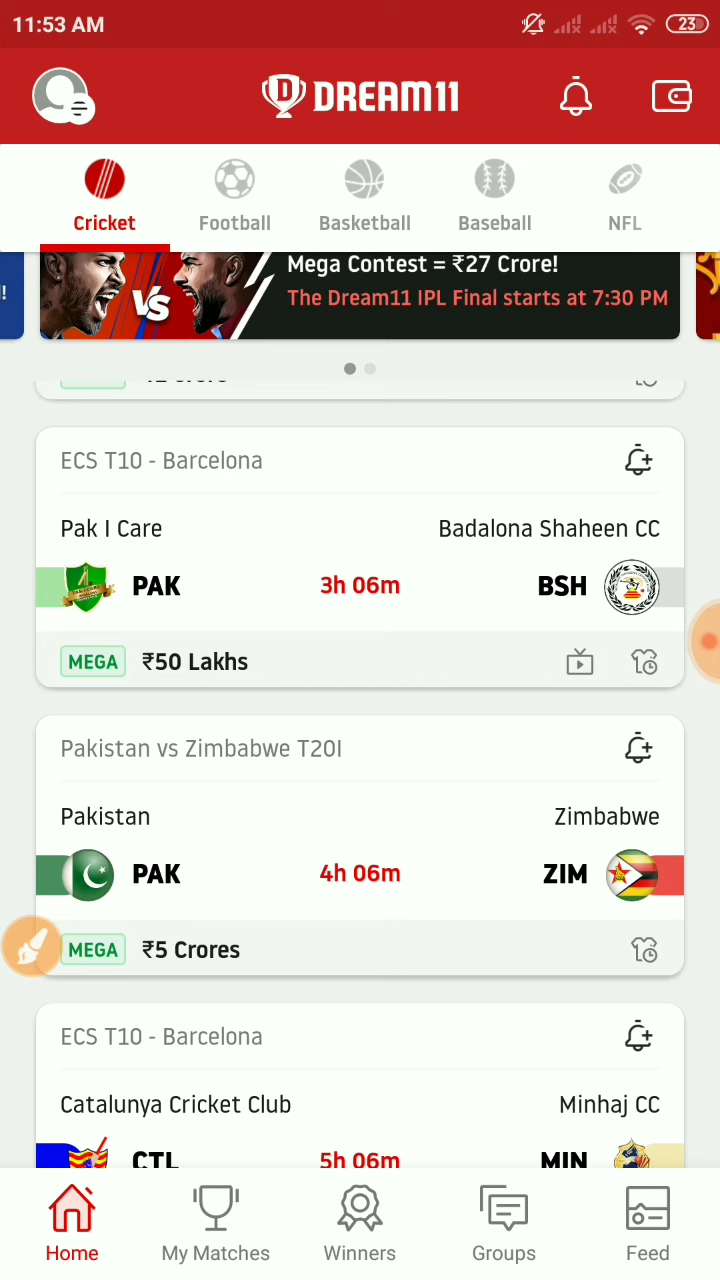 11:53 AM
23
DREAM11
Cricket
Football
Basketball
Baseball
NFL
Mega Contest = ₹27 Crore!
The Dream11 IPL Final starts at 7:30 PM
VS
ECS T10 - Barcelona
Pak I Care
Badalona Shaheen CC
PAK
3h 06m
BSH
MEGA
₹50 Lakhs
Pakistan vs Zimbabwe T20I
Pakistan
Zimbabwe
PAK
4h 06m
ZIM
MEGA
₹5 Crores
ECS T10 - Barcelona
Catalunya Cricket Club
Minhaj CC
CTL
5h 06m
MIN
Home
My Matches
Winners
Groups
Feed